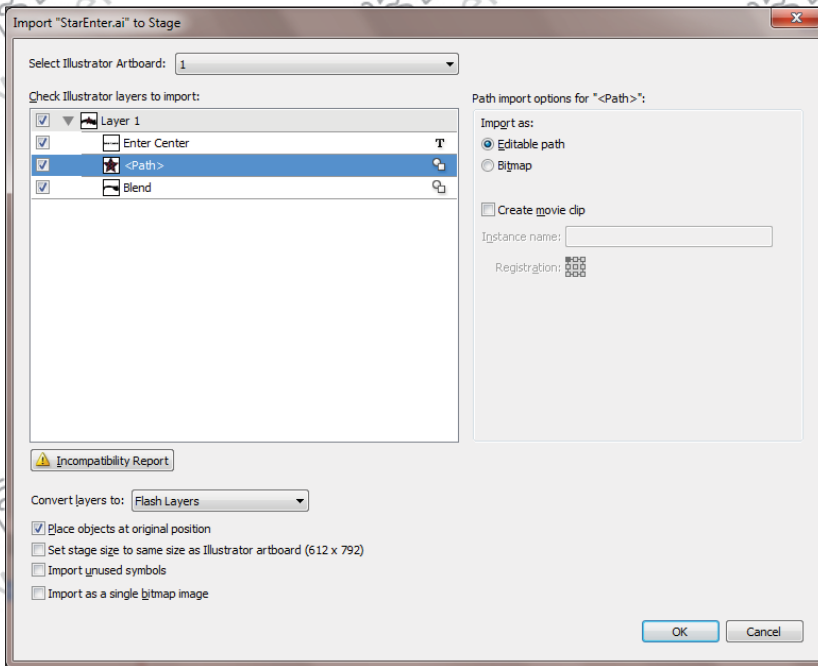 Import "StarEnter.ai" to Stage
Select Illustrator Artboard: 1
Check Illustrator layers to import:
Layer 1
Enter Center T
<Path>
Blend
Incompatibility Report
Convert layers to: Flash Layers
Place objects at original position
Set stage size to same size as Illustrator artboard (612 x 792)
Import unused symbols
Import as a single bitmap image
Path import options for "<Path>":
Import as:
Editable path
Bitmap
Create movie clip
Instance name:
Registration:
OK Cancel